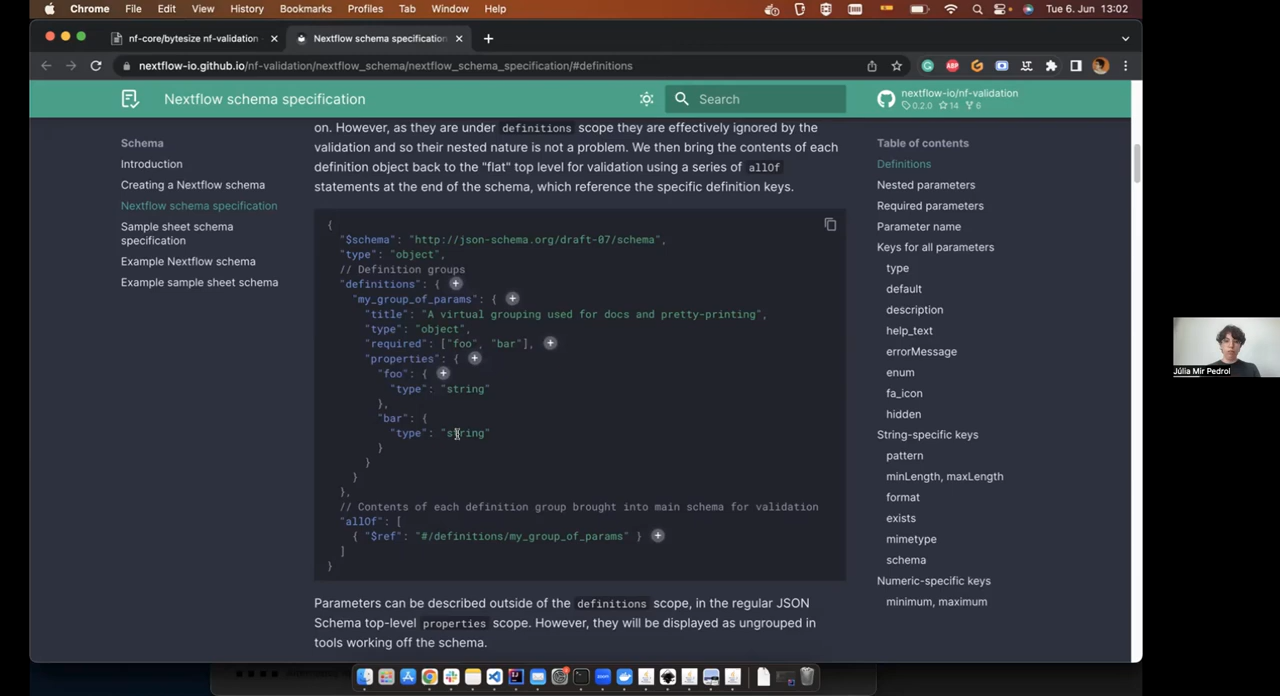 Chrome File Edit View History Bookmarks Profiles Tab Window Help Tue 6. Jun 13:02
nf-core/bytesize nf-validation Nextflow schema specification
nextflow-io.github.io/nf-validation/nextflow_schema/nextflow_schema_specification/#definitions
Nextflow schema specification Search nextflow-io/nf-validation
0.2.0 14 6
Schema
Introduction
Creating a Nextflow schema
Nextflow schema specification
Sample sheet schema
specification
Example Nextflow schema
Example sample sheet schema
on. However, as they are under definitions scope they are effectively ignored by the
validation and so their nested nature is not a problem. We then bring the contents of each
definition object back to the "flat" top level for validation using a series of allOf
statements at the end of the schema, which reference the specific definition keys.
{
"$schema": "http://json-schema.org/draft-07/schema",
"type": "object",
// Definition groups
"definitions": {
"my_group_of_params": {
"title": "A virtual grouping used for docs and pretty-printing",
"type": "object",
"required": ["foo", "bar"],
"properties": {
"foo": {
"type": "string"
},
"bar": {
"type": "string"
}
}
}
},
// Contents of each definition group brought into main schema for validation
"allOf": [
{ "$ref": "#/definitions/my_group_of_params" }
]
}
Parameters can be described outside of the definitions scope, in the regular JSON
Schema top-level properties scope. However, they will be displayed as ungrouped in
tools working off the schema.
Table of contents
Definitions
Nested parameters
Required parameters
Parameter name
Keys for all parameters
type
default
description
help_text
errorMessage
enum
fa_icon
hidden
String-specific keys
pattern
minLength, maxLength
format
exists
mimetype
schema
Numeric-specific keys
minimum, maximum
Júlia Mir Pedrol